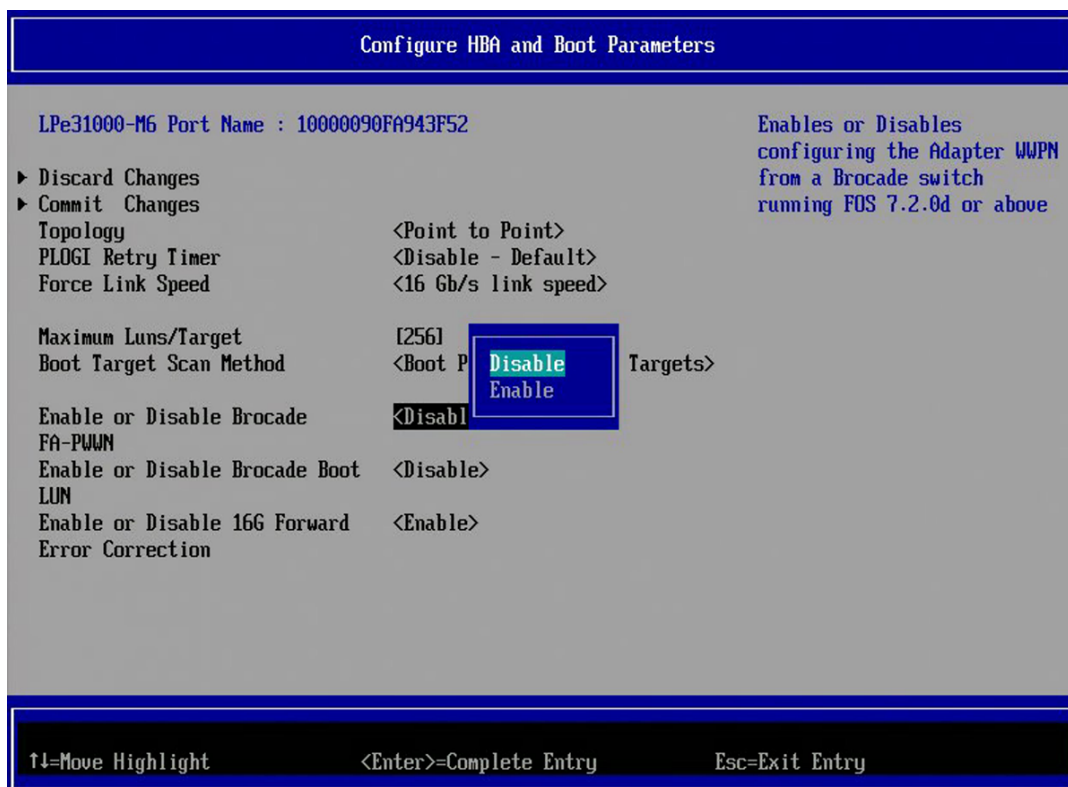 Configure HBA and Boot Parameters
LPe31000-M6 Port Name : 10000090FA943F52
▶ Discard Changes
▶ Commit Changes
Topology <Point to Point>
PLOGI Retry Timer <Disable - Default>
Force Link Speed <16 Gb/s link speed>
Maximum Luns/Target [256]
Boot Target Scan Method <Boot P Targets>
Enable or Disable Brocade <Disabl
FA-PWWN
Enable or Disable Brocade Boot <Disable>
LUN
Enable or Disable 16G Forward <Enable>
Error Correction
Disable
Enable
Enables or Disables
configuring the Adapter WWPN
from a Brocade switch
running FOS 7.2.0d or above
↑↓=Move Highlight <Enter>=Complete Entry Esc=Exit Entry